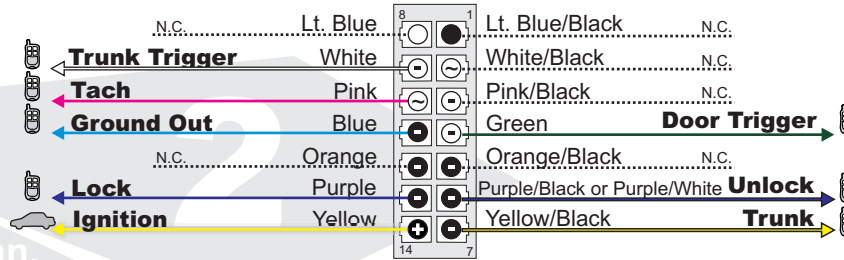 8 1
N.C. Lt. Blue Lt. Blue/Black N.C.
Trunk Trigger White White/Black N.C.
Tach Pink Pink/Black N.C.
Ground Out Blue Green Door Trigger
N.C. Orange Orange/Black N.C.
Lock Purple Purple/Black or Purple/White Unlock
Ignition Yellow Yellow/Black Trunk
14 7